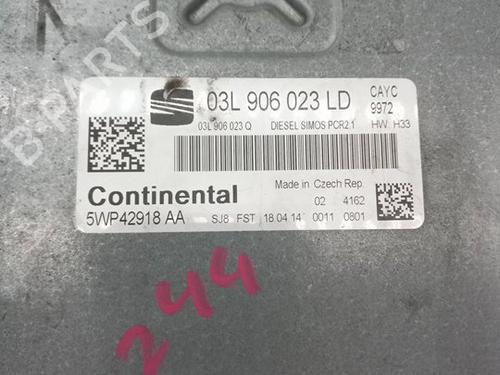 B-PARTS
03L 906 023 LD
CAYC
9972
03L 906 023 Q DIESEL SIMOS PCR2.1 HW H33
Continental
Made in Czech Rep.
02 4162
5WP42918 AA SJ8 FST 18 04 14 0011 0801
244